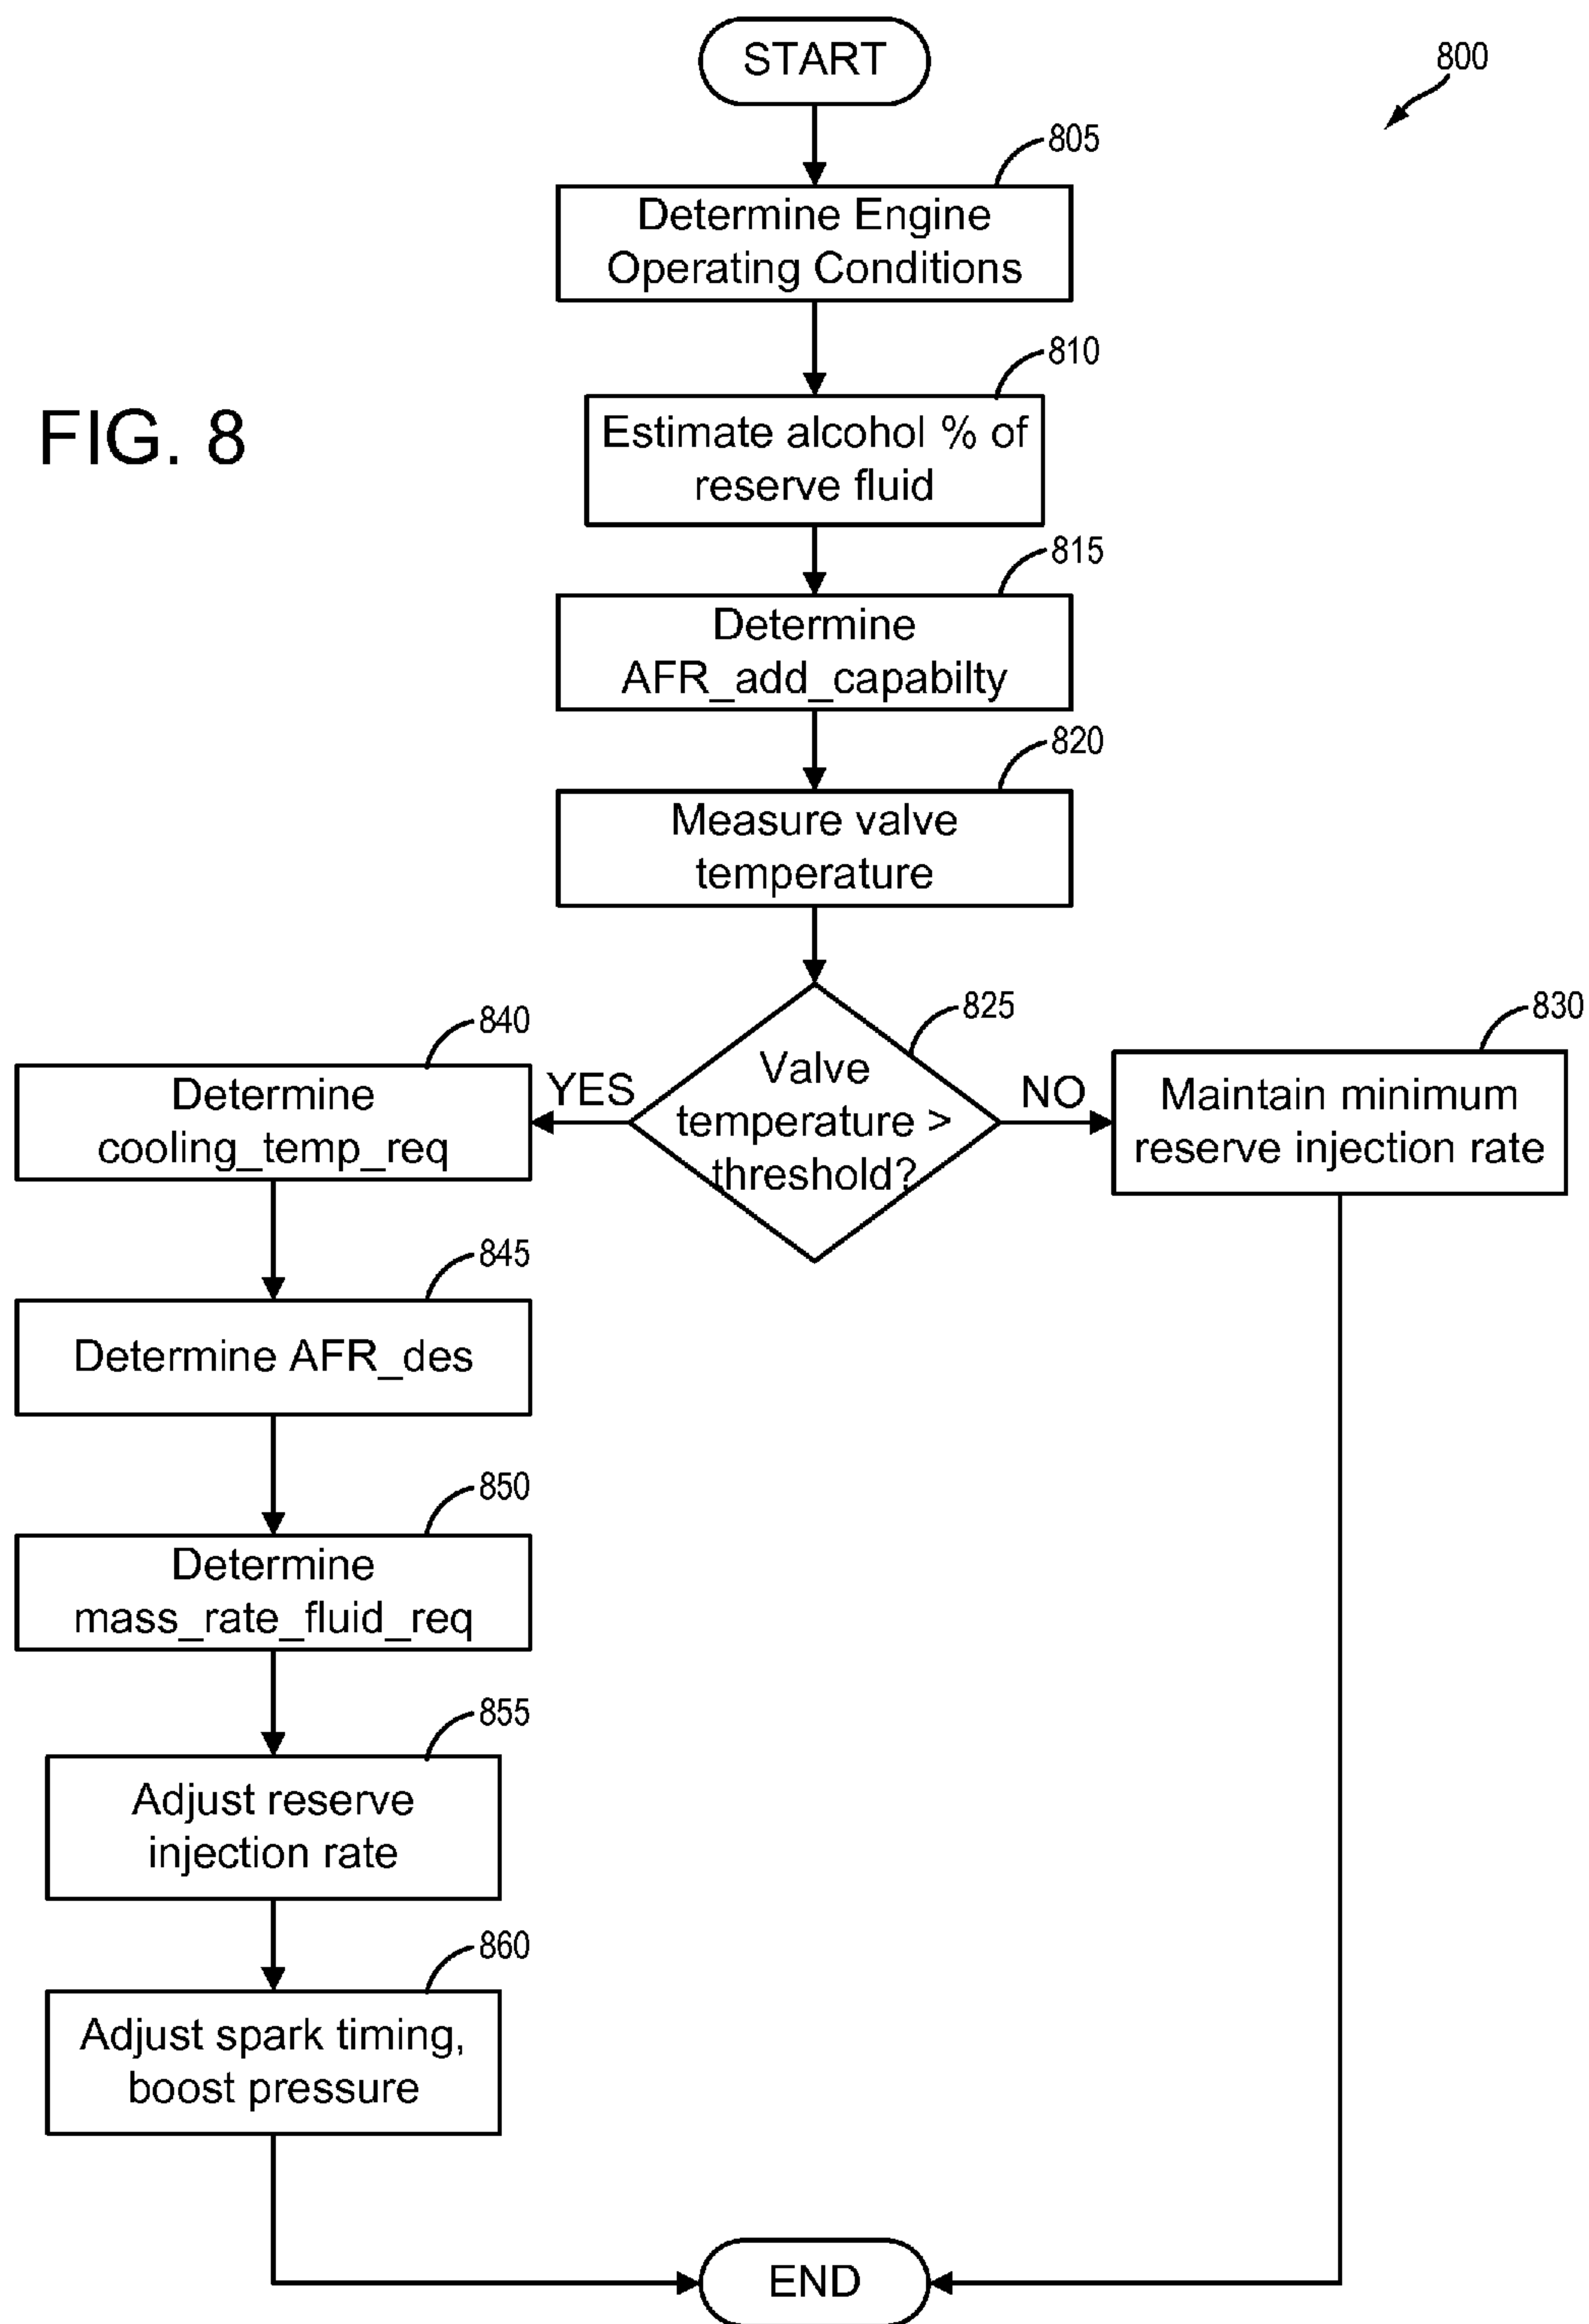 START
800
805
Determine Engine
Operating Conditions
FIG. 8
810
Estimate alcohol % of
reserve fluid
815
Determine
AFR_add_capabilty
820
Measure valve
temperature
825
Valve
temperature >
threshold?
YES
NO
830
Maintain minimum
reserve injection rate
840
Determine
cooling_temp_req
845
Determine AFR_des
850
Determine
mass_rate_fluid_req
855
Adjust reserve
injection rate
860
Adjust spark timing,
boost pressure
END